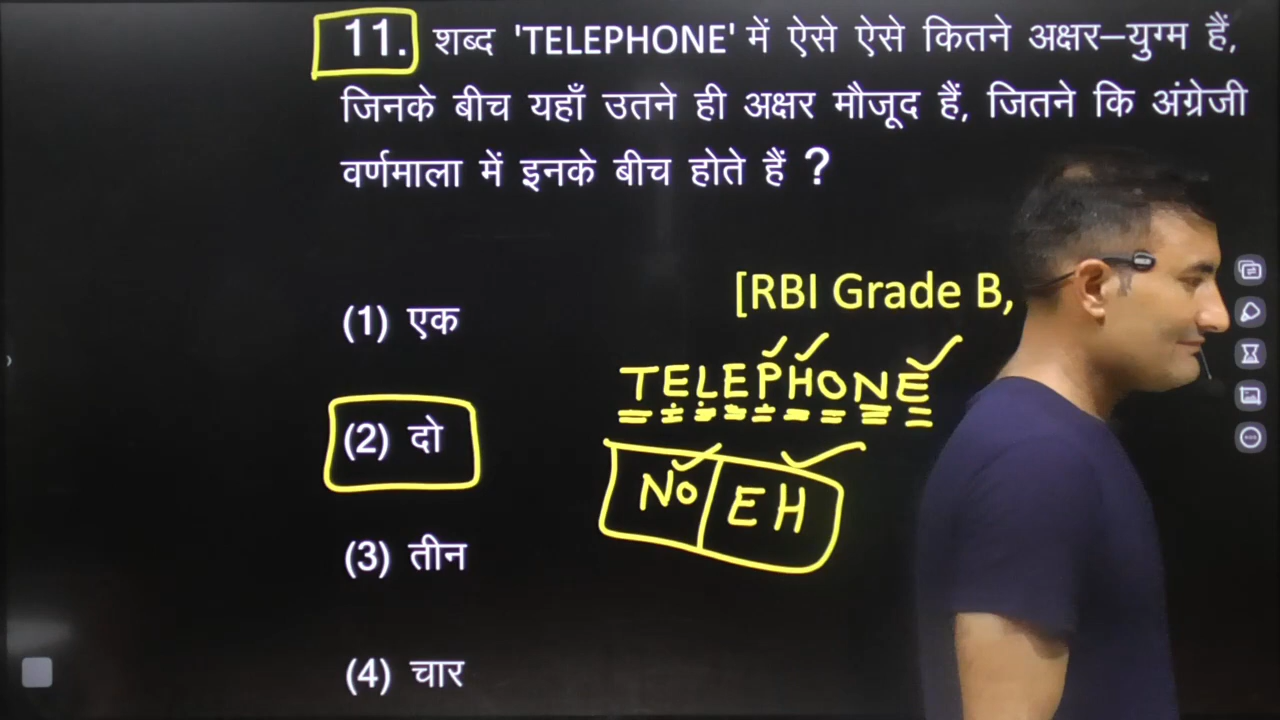 11. शब्द 'TELEPHONE' में ऐसे ऐसे कितने अक्षर–युग्म हैं,
जिनके बीच यहाँ उतने ही अक्षर मौजूद हैं, जितने कि अंग्रेजी
वर्णमाला में इनके बीच होते हैं ?
[RBI Grade B,
(1) एक
TELEPHONE
(2) दो
NO EH
(3) तीन
(4) चार